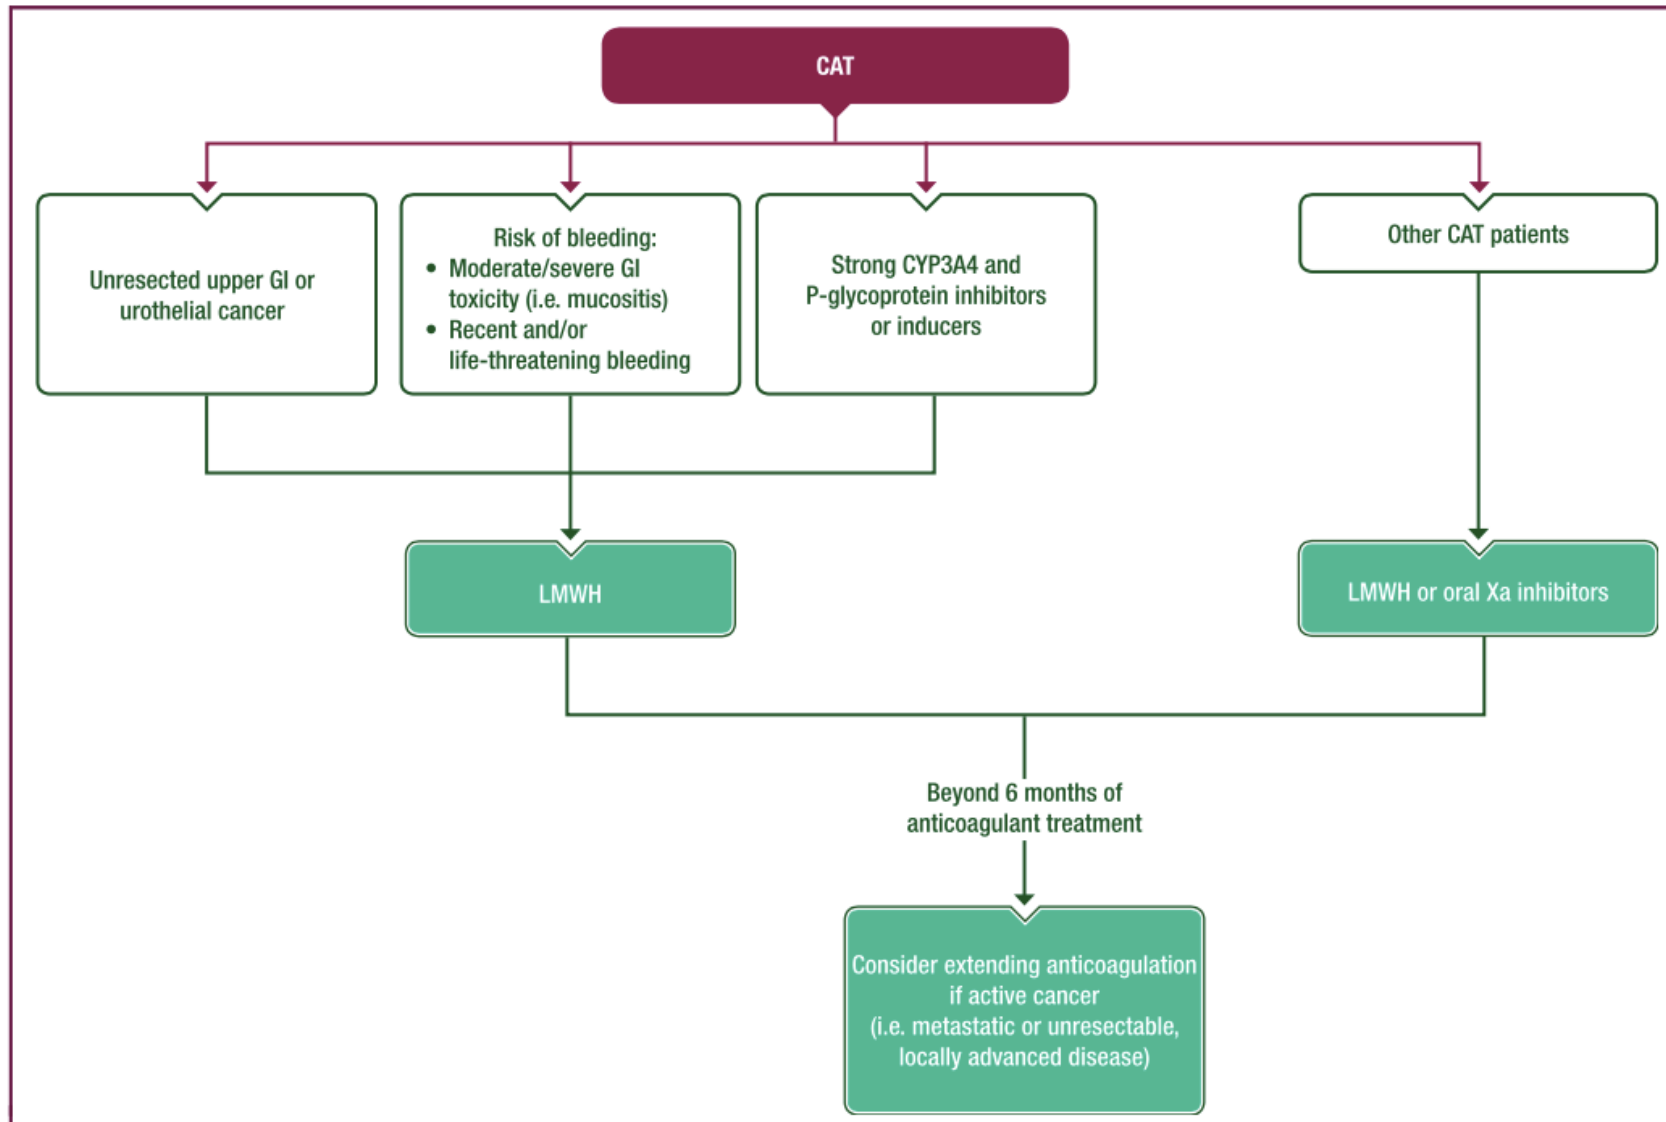 CAT
Unresected upper GI or
urothelial cancer
Risk of bleeding:
• Moderate/severe GI
toxicity (i.e. mucositis)
• Recent and/or
life-threatening bleeding
Strong CYP3A4 and
P-glycoprotein inhibitors
or inducers
Other CAT patients
LMWH
LMWH or oral Xa inhibitors
Beyond 6 months of
anticoagulant treatment
Consider extending anticoagulation
if active cancer
(i.e. metastatic or unresectable,
locally advanced disease)